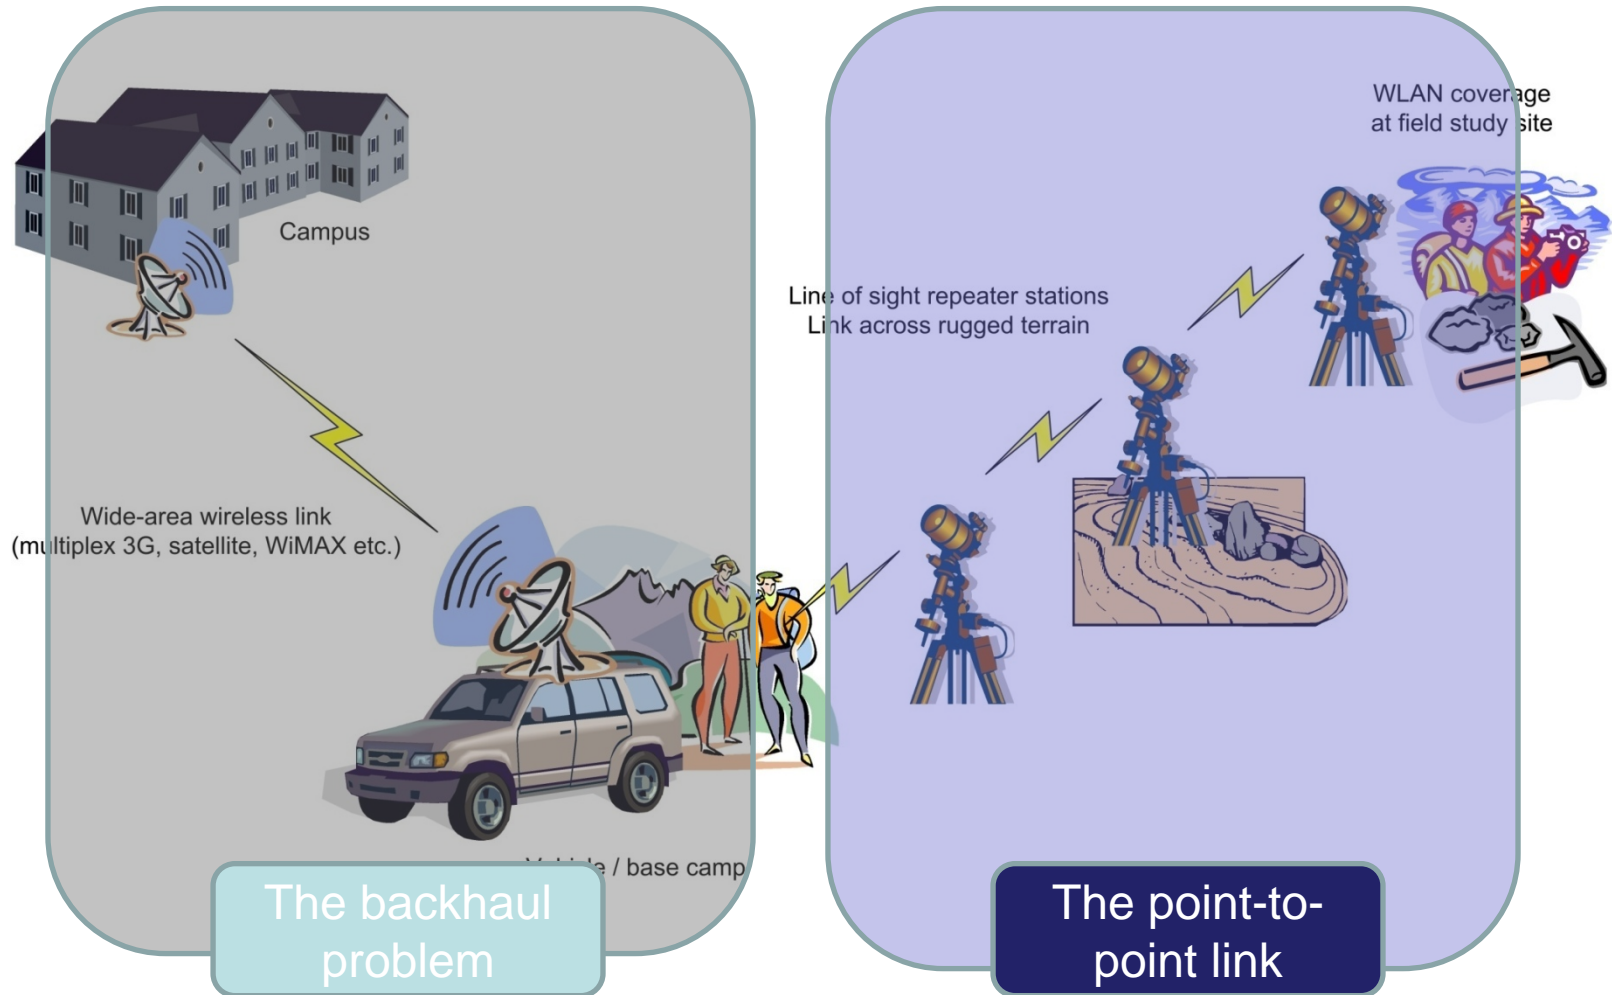 Campus
Wide-area wireless link
(multiplex 3G, satellite, WiMAX etc.)
/ base camp
The backhaul
problem
WLAN coverage
at field study site
Line of sight repeater stations
Link across rugged terrain
The point-to-
point link